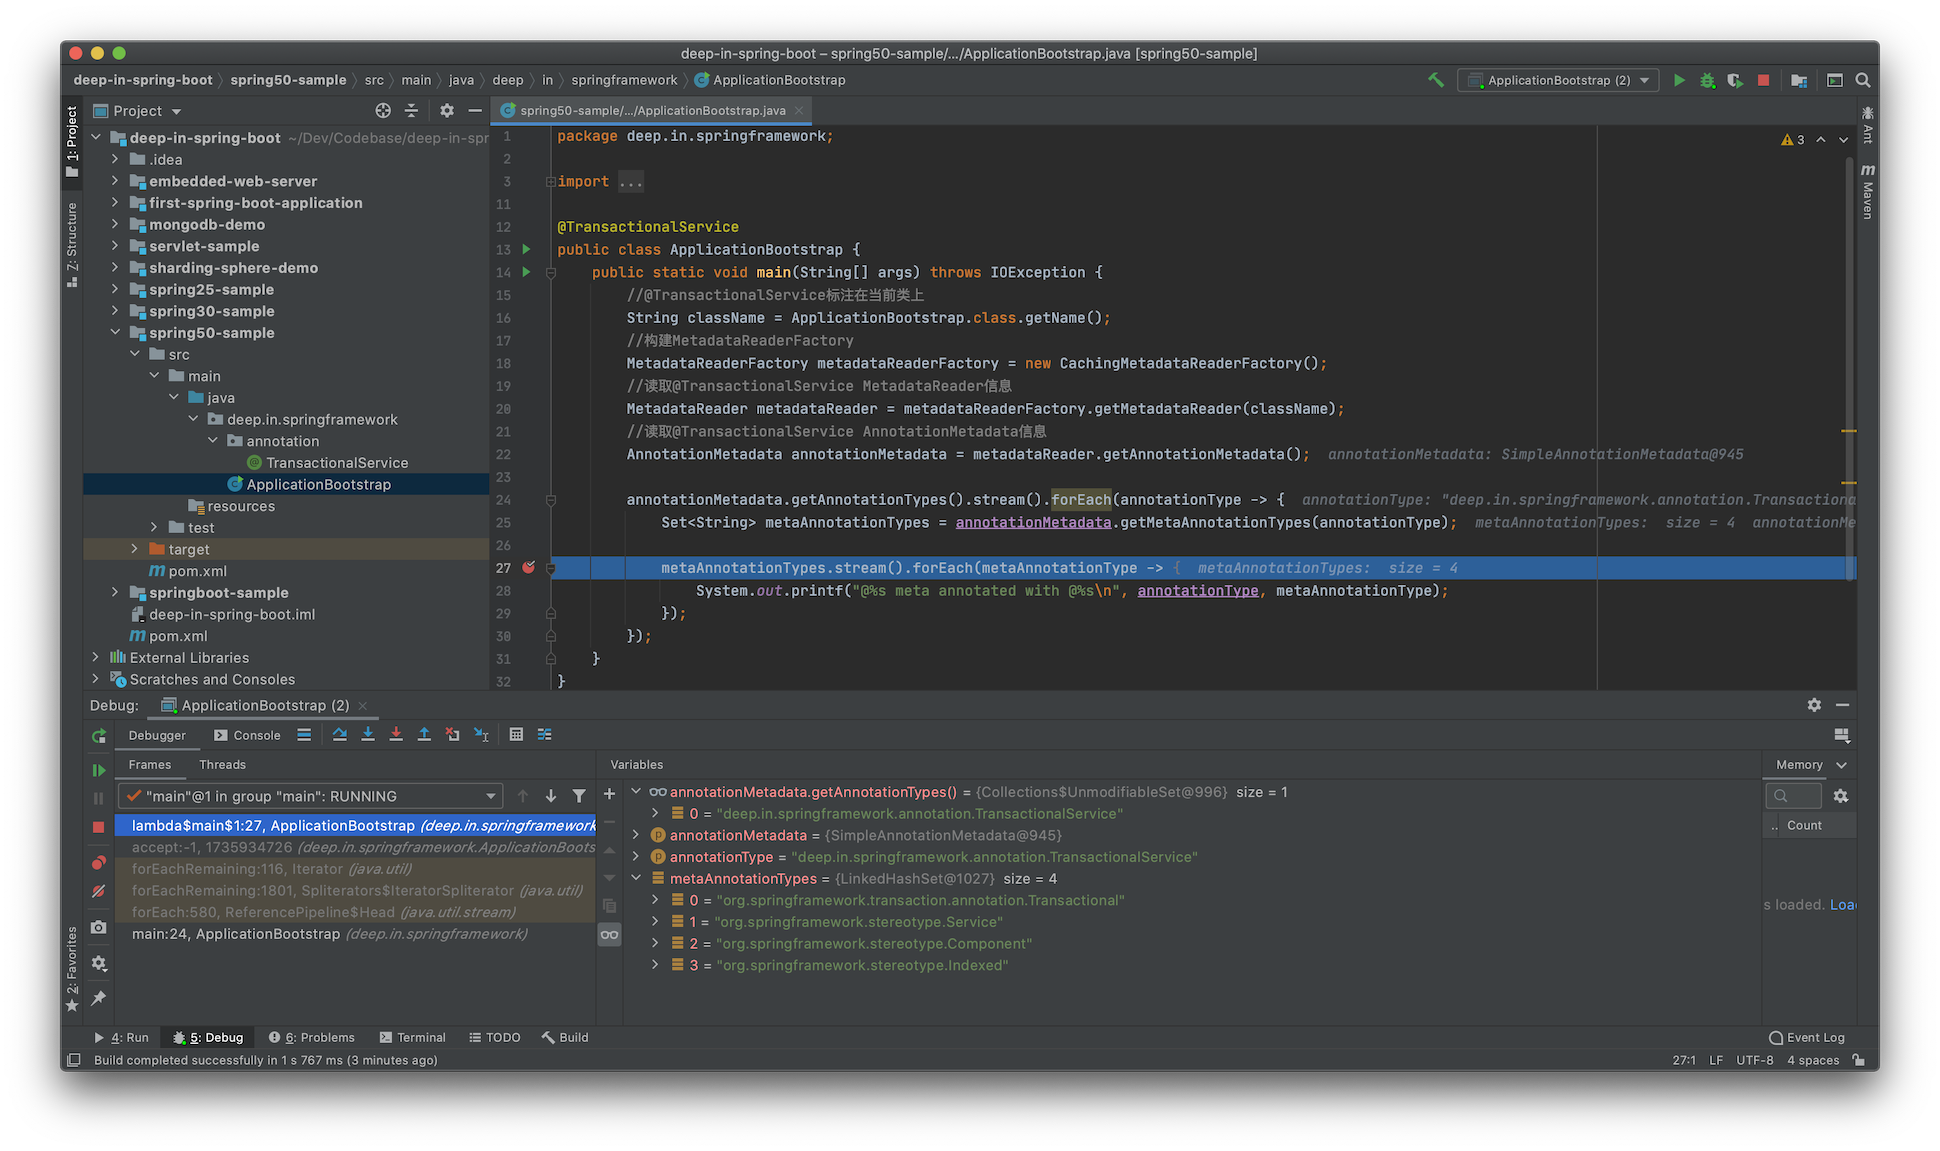 deep-in-spring-boot – spring50-sample/.../ApplicationBootstrap.java [spring50-sample]
deep-in-spring-boot spring50-sample src main java deep in springframework ApplicationBootstrap
ApplicationBootstrap (2)
1: Project
Z: Structure
2: Favorites
Project
deep-in-spring-boot ~/Dev/Codebase/deep-in-spr
.idea
embedded-web-server
first-spring-boot-application
mongodb-demo
servlet-sample
sharding-sphere-demo
spring25-sample
spring30-sample
spring50-sample
src
main
java
deep.in.springframework
annotation
TransactionalService
ApplicationBootstrap
resources
test
target
pom.xml
springboot-sample
deep-in-spring-boot.iml
pom.xml
External Libraries
Scratches and Consoles
spring50-sample/.../ApplicationBootstrap.java
3
Ant
Maven
1 package deep.in.springframework;
2
3 import ...
11
12 @TransactionalService
13 public class ApplicationBootstrap {
14 public static void main(String[] args) throws IOException {
15 //@TransactionalService标注在当前类上
16 String className = ApplicationBootstrap.class.getName();
17 //构建MetadataReaderFactory
18 MetadataReaderFactory metadataReaderFactory = new CachingMetadataReaderFactory();
19 //读取@TransactionalService MetadataReader信息
20 MetadataReader metadataReader = metadataReaderFactory.getMetadataReader(className);
21 //读取@TransactionalService AnnotationMetadata信息
22 AnnotationMetadata annotationMetadata = metadataReader.getAnnotationMetadata(); annotationMetadata: SimpleAnnotationMetadata@945
23
24 annotationMetadata.getAnnotationTypes().stream().forEach(annotationType -> { annotationType: "deep.in.springframework.annotation.Transactiona
25 Set<String> metaAnnotationTypes = annotationMetadata.getMetaAnnotationTypes(annotationType); metaAnnotationTypes: size = 4 annotationMe
26
27 metaAnnotationTypes.stream().forEach(metaAnnotationType -> { metaAnnotationTypes: size = 4
28 System.out.printf("@%s meta annotated with @%s\n", annotationType, metaAnnotationType);
29 });
30 });
31 }
32 }
Debug: ApplicationBootstrap (2)
Debugger Console
Frames Threads
"main"@1 in group "main": RUNNING
lambda$main$1:27, ApplicationBootstrap (deep.in.springframework
accept:-1, 1735934726 (deep.in.springframework.ApplicationBoots
forEachRemaining:116, Iterator (java.util)
forEachRemaining:1801, Spliterators$IteratorSpliterator (java.util)
forEach:580, ReferencePipeline$Head (java.util.stream)
main:24, ApplicationBootstrap (deep.in.springframework)
Variables
annotationMetadata.getAnnotationTypes() = {Collections$UnmodifiableSet@996} size = 1
0 = "deep.in.springframework.annotation.TransactionalService"
annotationMetadata = {SimpleAnnotationMetadata@945}
annotationType = "deep.in.springframework.annotation.TransactionalService"
metaAnnotationTypes = {LinkedHashSet@1027} size = 4
0 = "org.springframework.transaction.annotation.Transactional"
1 = "org.springframework.stereotype.Service"
2 = "org.springframework.stereotype.Component"
3 = "org.springframework.stereotype.Indexed"
Memory
.. Count
s loaded. Loa
4: Run 5: Debug 6: Problems Terminal TODO Build Event Log
Build completed successfully in 1 s 767 ms (3 minutes ago) 27:1 LF UTF-8 4 spaces